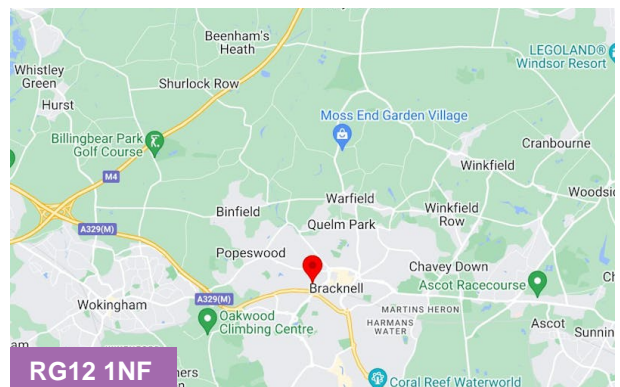 Beenham's
Heath
LEGOLAND®
Windsor Resort
Whistley
Green
Shurlock Row
Hurst
Moss End Garden Village
Billingbear Park
Golf Course
Cranbourne
Winkfield
M4
Woodsid
Warfield
Binfield
Winkfield
Row
Quelm Park
A329(M)
Popeswood
Chavey Down
Ascot Racecourse
Bracknell
A329(M)
Wokingham
MARTINS HERON
Oakwood
Climbing Centre
HARMANS
WATER
Ascot
Sunnin
RG12 1NF
Coral Reef Waterworld